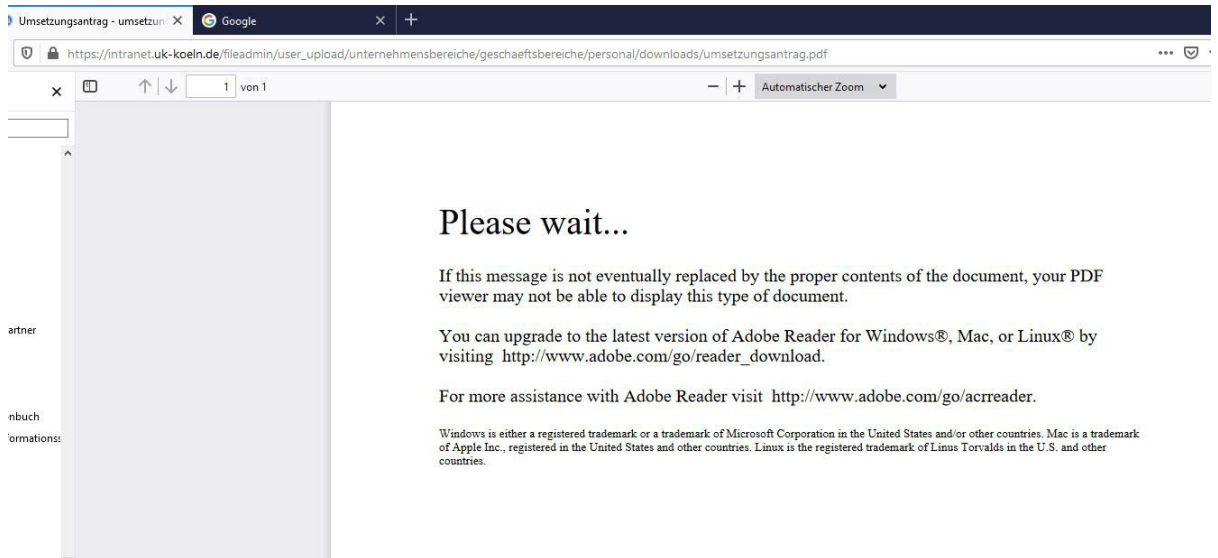 Umsetzungsantrag - umsetzun
Google
https://intranet.uk-koeln.de/fileadmin/user_upload/unternehmensbereiche/geschaeftsbereiche/personal/downloads/umsetzungsantrag.pdf
1 von 1
Automatischer Zoom
artner
nbuch
ormations
Please wait...
If this message is not eventually replaced by the proper contents of the document, your PDF
viewer may not be able to display this type of document.
You can upgrade to the latest version of Adobe Reader for Windows®, Mac, or Linux® by
visiting http://www.adobe.com/go/reader_download.
For more assistance with Adobe Reader visit http://www.adobe.com/go/acrreader.
Windows is either a registered trademark or a trademark of Microsoft Corporation in the United States and/or other countries. Mac is a trademark
of Apple Inc., registered in the United States and other countries. Linux is the registered trademark of Linus Torvalds in the U.S. and other
countries.